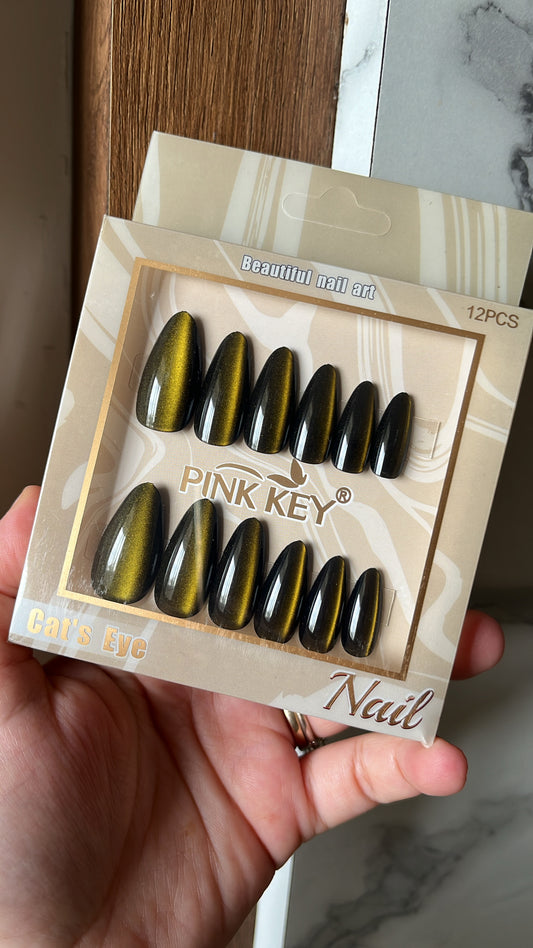 Beautiful nail art
12PCS
PINK KEY®
Cat's Eye
Nail